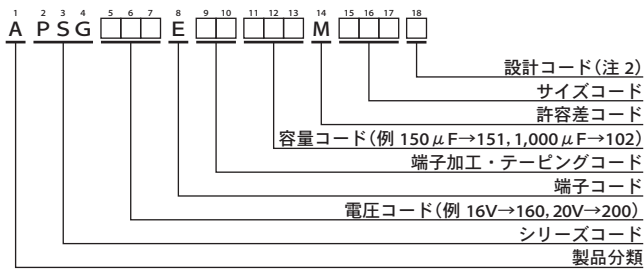 1 2 3 4 5 6 7 8 9 10 11 12 13 14 15 16 17 18
A P S G □□□ E □□ □□□ M □□□ □
設計コード(注 2)
サイズコード
許容差コード
容量コード(例 150μF→151, 1,000μF→102)
端子加工・テーピングコード
端子コード
電圧コード(例 16V→160, 20V→200)
シリーズコード
製品分類